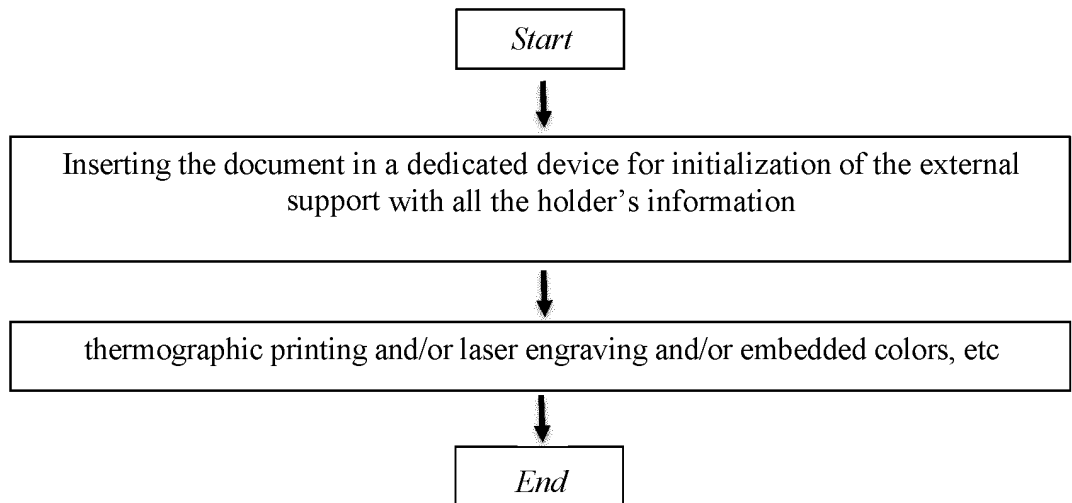 Start
Inserting the document in a dedicated device for initialization of the external
support with all the holder’s information
thermographic printing and/or laser engraving and/or embedded colors, etc
End